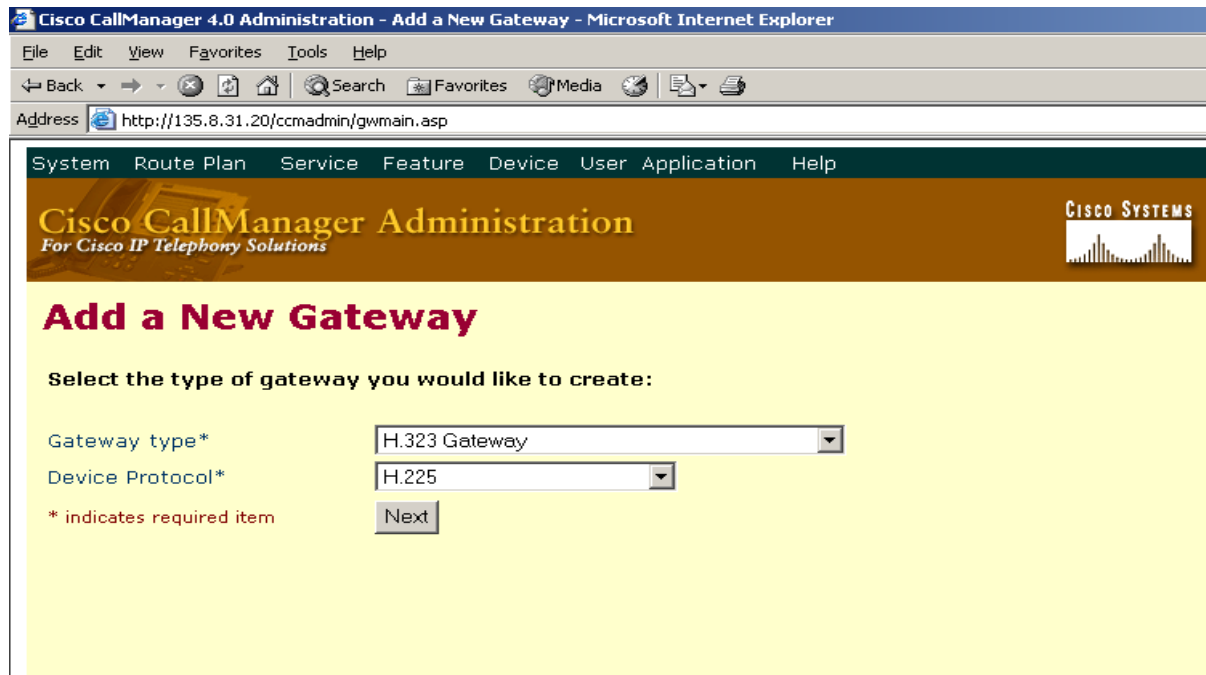 Cisco CallManager 4.0 Administration - Add a New Gateway - Microsoft Internet Explorer
File Edit View Favorites Tools Help
Back Search Favorites Media
Address http://135.8.31.20/ccmadmin/gwmain.asp
System Route Plan Service Feature Device User Application Help
Cisco CallManager Administration
For Cisco IP Telephony Solutions
CISCO SYSTEMS
Add a New Gateway
Select the type of gateway you would like to create:
Gateway type* H.323 Gateway
Device Protocol* H.225
* indicates required item Next